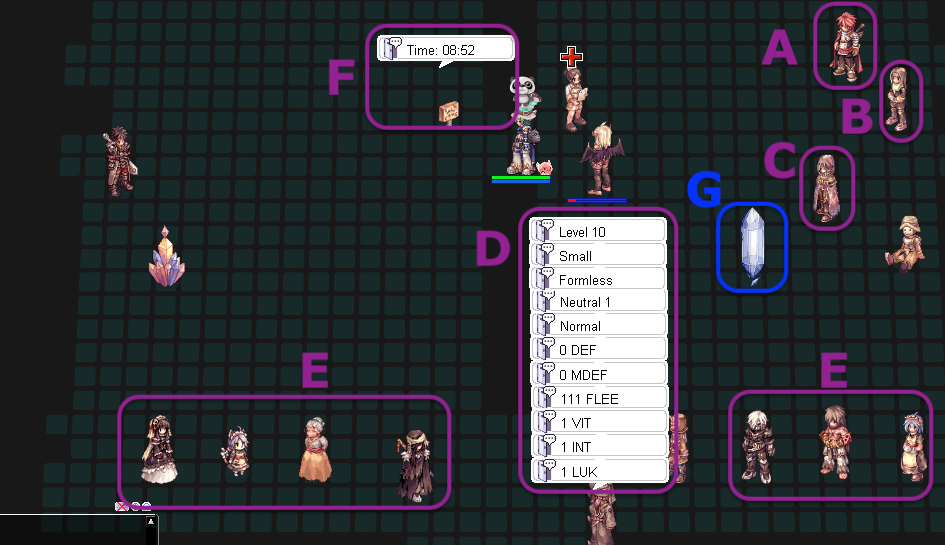 A
F
Time: 08:52
B
C
G
D
Level 10
Small
Formless
Neutral 1
Normal
0 DEF
0 MDEF
111 FLEE
1 VIT
1 INT
1 LUK
E
E